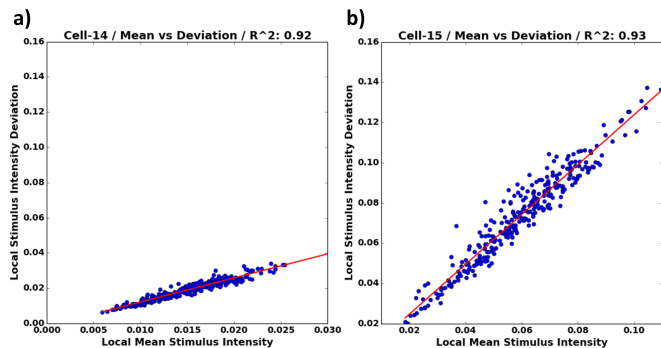 a)
Cell-14 / Mean vs Deviation / R^2: 0.92
Local Stimulus Intensity Deviation
0.16
0.14
0.12
0.10
0.08
0.06
0.04
0.02
0.00
0.000 0.005 0.010 0.015 0.020 0.025 0.030
Local Mean Stimulus Intensity
b)
Cell-15 / Mean vs Deviation / R^2: 0.93
Local Stimulus Intensity Deviation
0.16
0.14
0.12
0.10
0.08
0.06
0.04
0.02
0.02 0.04 0.06 0.08 0.10
Local Mean Stimulus Intensity